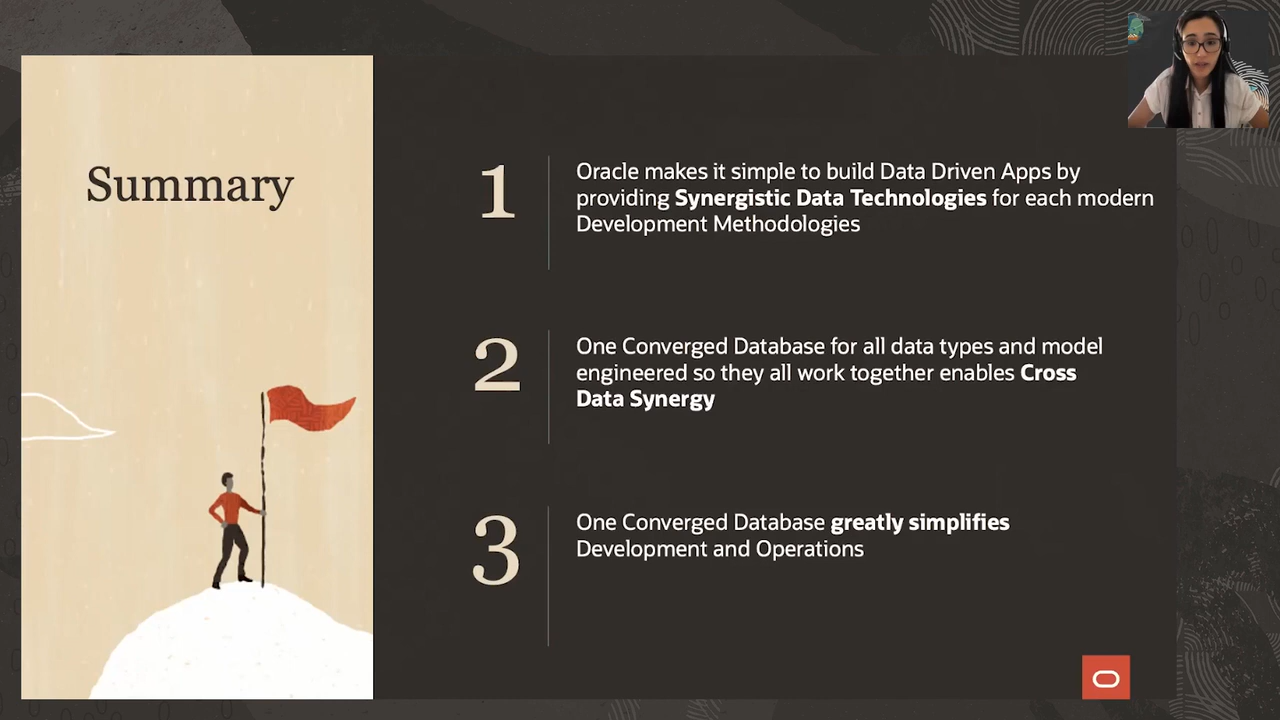 Summary
1
Oracle makes it simple to build Data Driven Apps by
providing Synergistic Data Technologies for each modern
Development Methodologies
2
One Converged Database for all data types and model
engineered so they all work together enables Cross
Data Synergy
3
One Converged Database greatly simplifies
Development and Operations